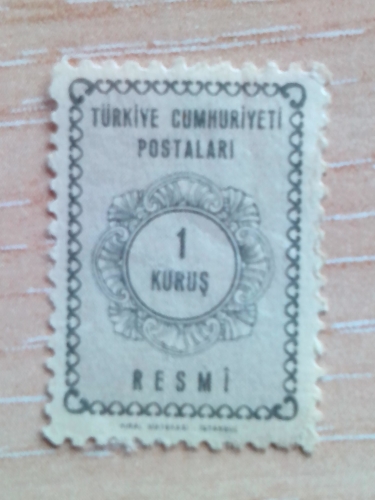 TÜRKİYE CUMHURİYETİ
POSTALARI
1
KURUŞ
RESMİ